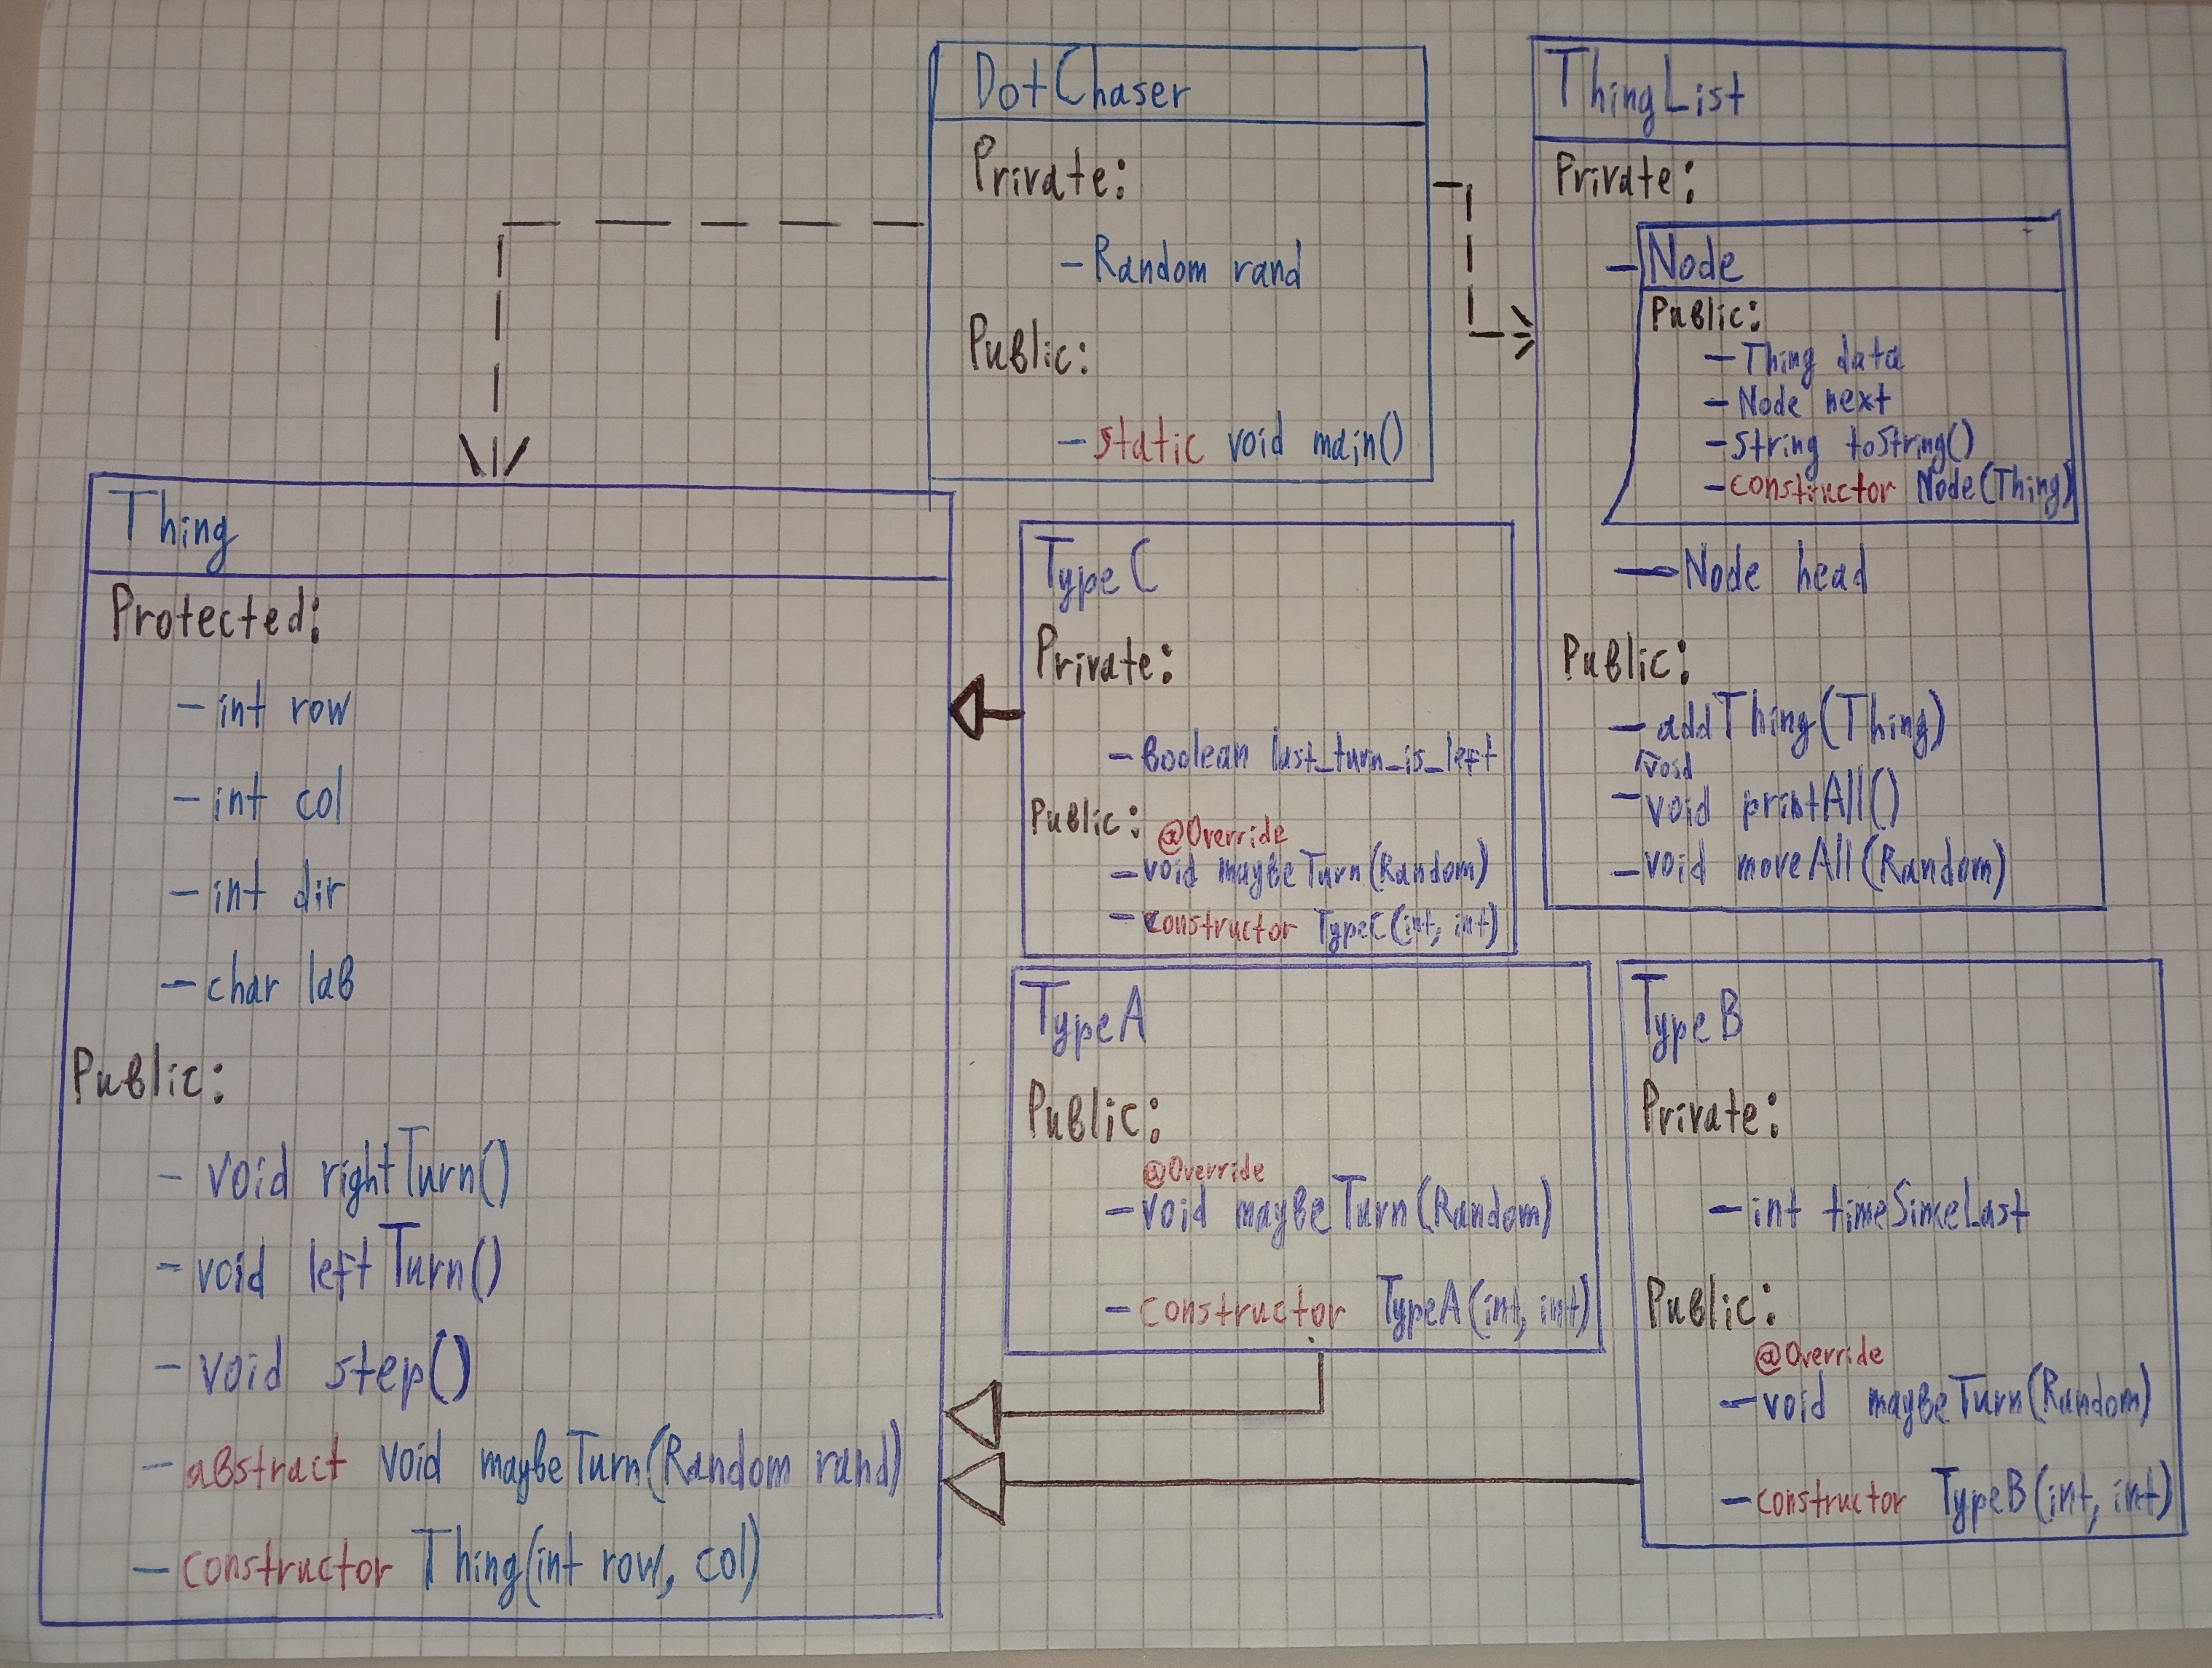 DotChaser
Private:
- Random rand
Public:
- static void main()
ThingList
Private:
- Node
Public:
- Thing data
- Node next
- String toString()
- constructor Node(Thing)
- Node head
Public:
- addThing(Thing)
void
- void printAll()
- void moveAll(Random)
Thing
Protected:
- int row
- int col
- int dir
- char lab
Public:
- void rightTurn()
- void leftTurn()
- void step()
- abstract void maybeTurn(Random rand)
- constructor Thing(int row, col)
TypeC
Private:
- Boolean last_turn_is_left
Public:
@Override
- void maybeTurn(Random)
- constructor TypeC(int, int)
TypeA
Public:
@Override
- void maybeTurn(Random)
- constructor TypeA(int, int)
TypeB
Private:
- int timeSinceLast
Public:
@Override
- void maybeTurn(Random)
- constructor TypeB(int, int)